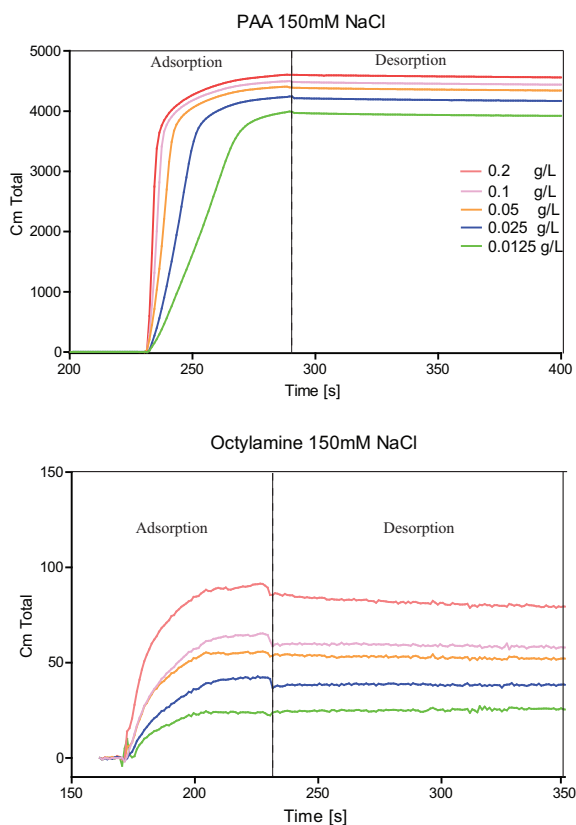 PAA 150mM NaCl
Adsorption Desorption
5000
4000
3000
2000
1000
0
Cm Total
0.2 g/L
0.1 g/L
0.05 g/L
0.025 g/L
0.0125 g/L
200 250 300 350 400
Time [s]
Octylamine 150mM NaCl
150
100
50
0
Cm Total
Adsorption Desorption
150 200 250 300 350
Time [s]